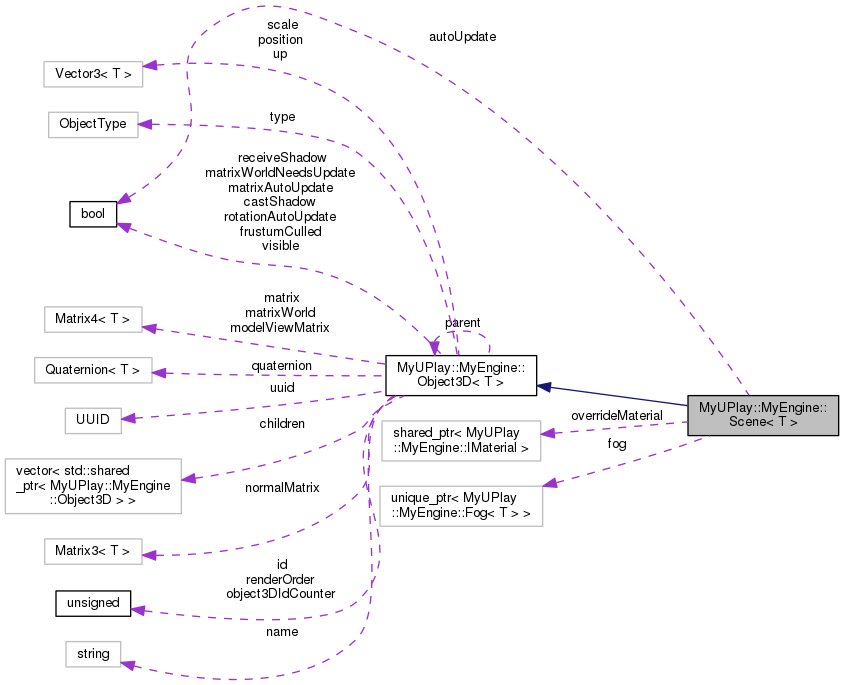 scale
position
up
autoUpdate
Vector3< T >
ObjectType
type
receiveShadow
matrixWorldNeedsUpdate
matrixAutoUpdate
castShadow
rotationAutoUpdate
frustumCulled
visible
bool
matrix
matrixWorld
modelViewMatrix
Matrix4< T >
parent
Quaternion< T >
quaternion
MyUPlay::MyEngine::
Object3D< T >
uuid
UUID
children
MyUPlay::MyEngine::
Scene< T >
overrideMaterial
shared_ptr< MyUPlay
::MyEngine::IMaterial >
fog
vector< std::shared
_ptr< MyUPlay::MyEngine
::Object3D > >
normalMatrix
unique_ptr< MyUPlay
::MyEngine::Fog< T > >
Matrix3< T >
id
renderOrder
object3DIdCounter
unsigned
name
string